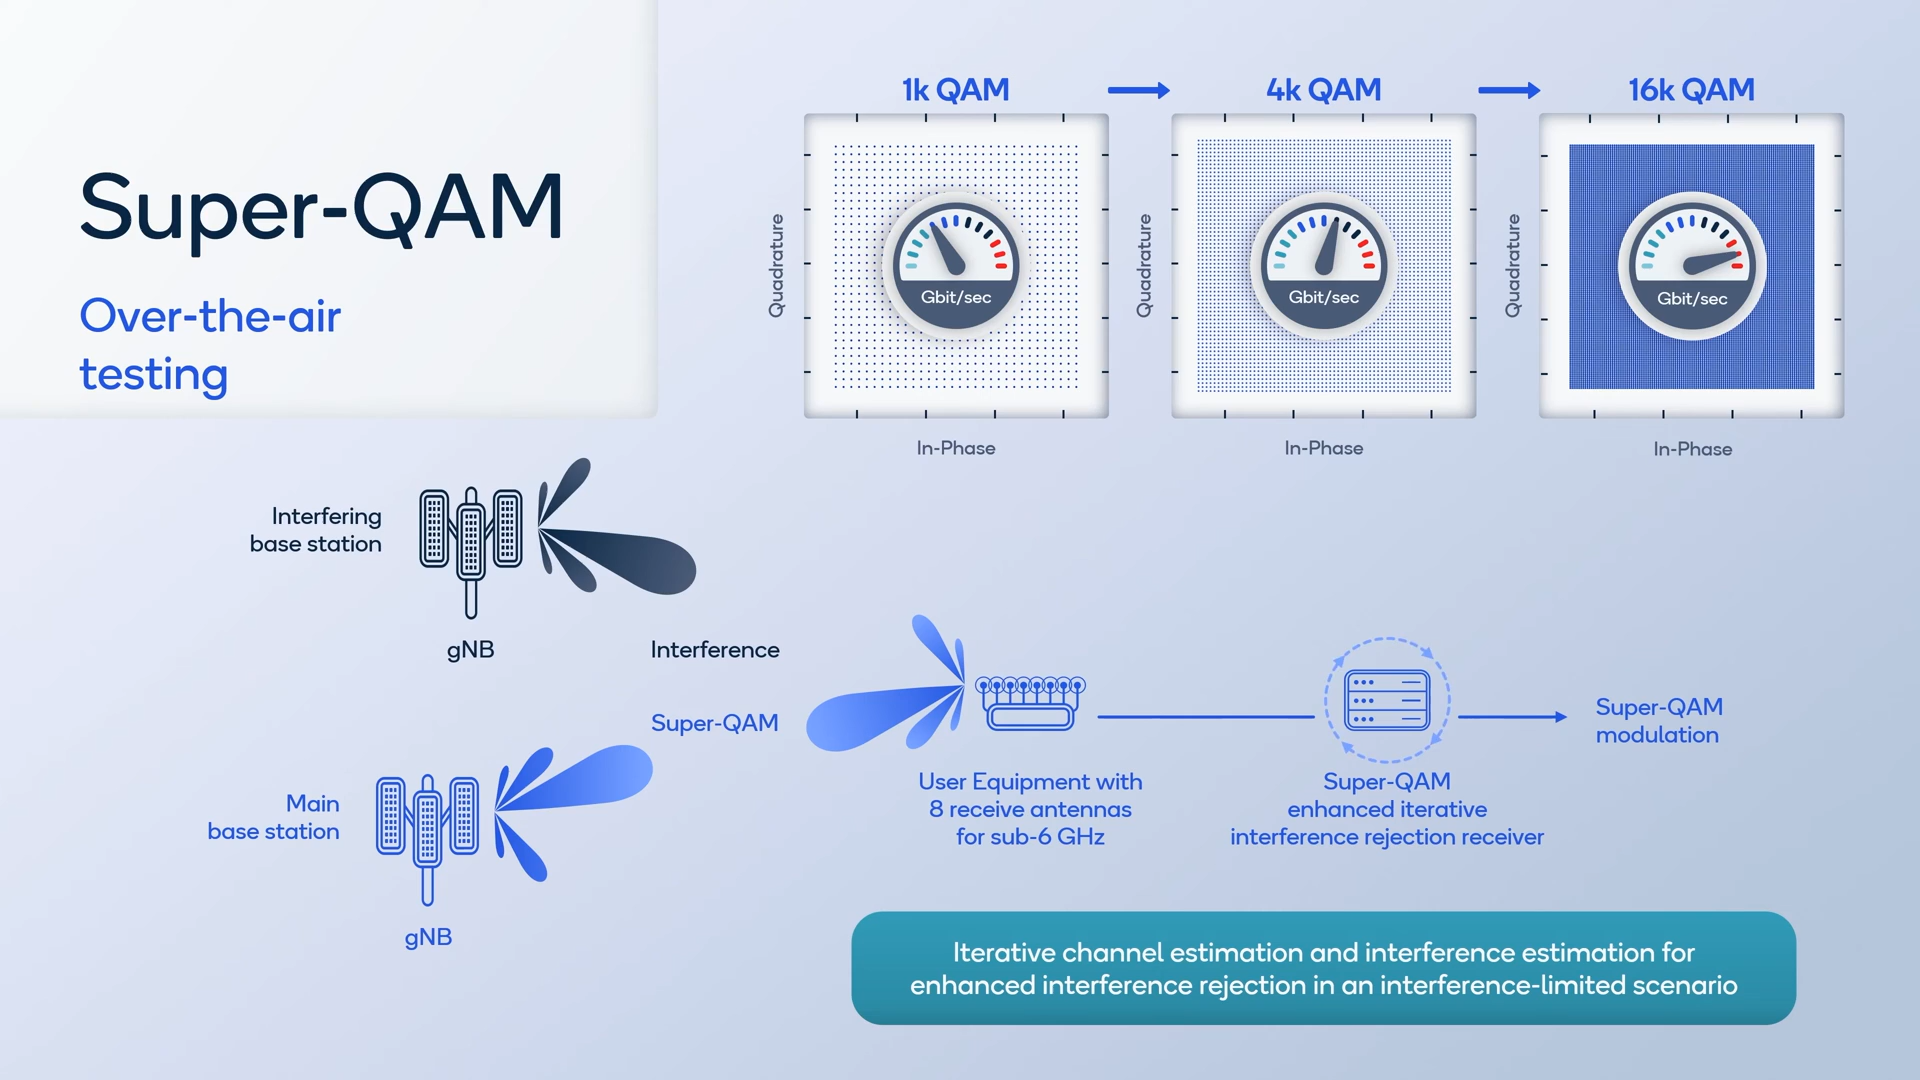 Super-QAM
Over-the-air
testing
1k QAM
4k QAM
16k QAM
Quadrature
Gbit/sec
In-Phase
Quadrature
Gbit/sec
In-Phase
Quadrature
Gbit/sec
In-Phase
Interfering
base station
gNB
Interference
Super-QAM
Main
base station
gNB
User Equipment with
8 receive antennas
for sub-6 GHz
Super-QAM
enhanced iterative
interference rejection receiver
Super-QAM
modulation
Iterative channel estimation and interference estimation for
enhanced interference rejection in an interference-limited scenario